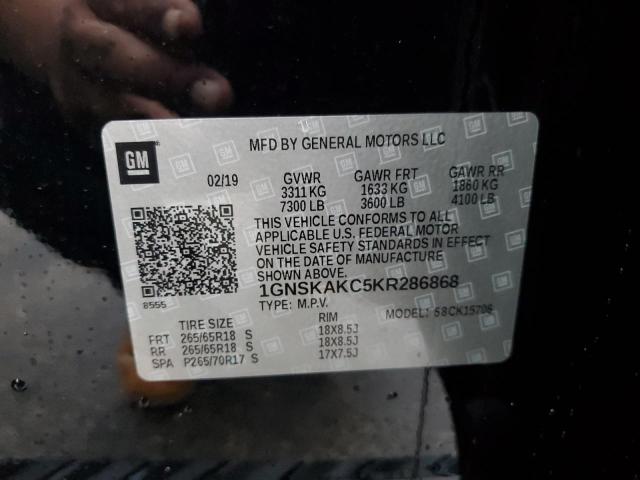 GM
MFD BY GENERAL MOTORS LLC
02/19 GVWR GAWR FRT GAWR RR
3311 KG 1633 KG 1860 KG
7300 LB 3600 LB 4100 LB
THIS VEHICLE CONFORMS TO ALL
APPLICABLE U.S. FEDERAL MOTOR
VEHICLE SAFETY STANDARDS IN EFFECT
ON THE DATE OF MANUFACTURE
SHOWN ABOVE.
1GNSKAKC5KR286868
8555
TYPE: M.P.V. MODEL: S8CK15706
TIRE SIZE RIM
FRT 265/65R18 S 18X8.5J
RR 265/65R18 S 18X8.5J
SPA P265/70R17 S 17X7.5J